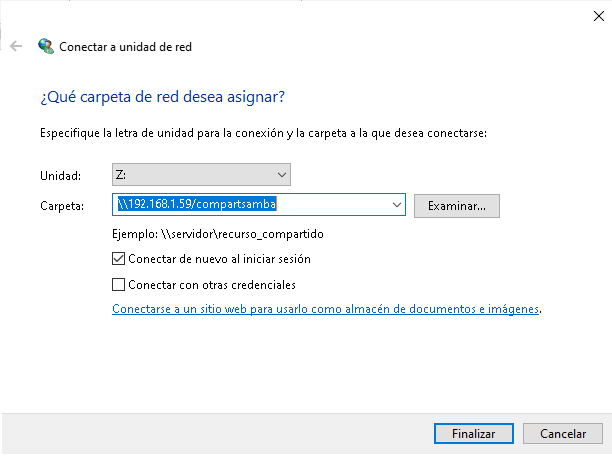 Conectar a unidad de red
¿Qué carpeta de red desea asignar?
Especifique la letra de unidad para la conexión y la carpeta a la que desea conectarse:
Unidad: Z:
Carpeta: \\192.168.1.59/compartsamba Examinar...
Ejemplo: \\servidor\recurso_compartido
Conectar de nuevo al iniciar sesión
Conectar con otras credenciales
Conectarse a un sitio web para usarlo como almacén de documentos e imágenes.
Finalizar Cancelar